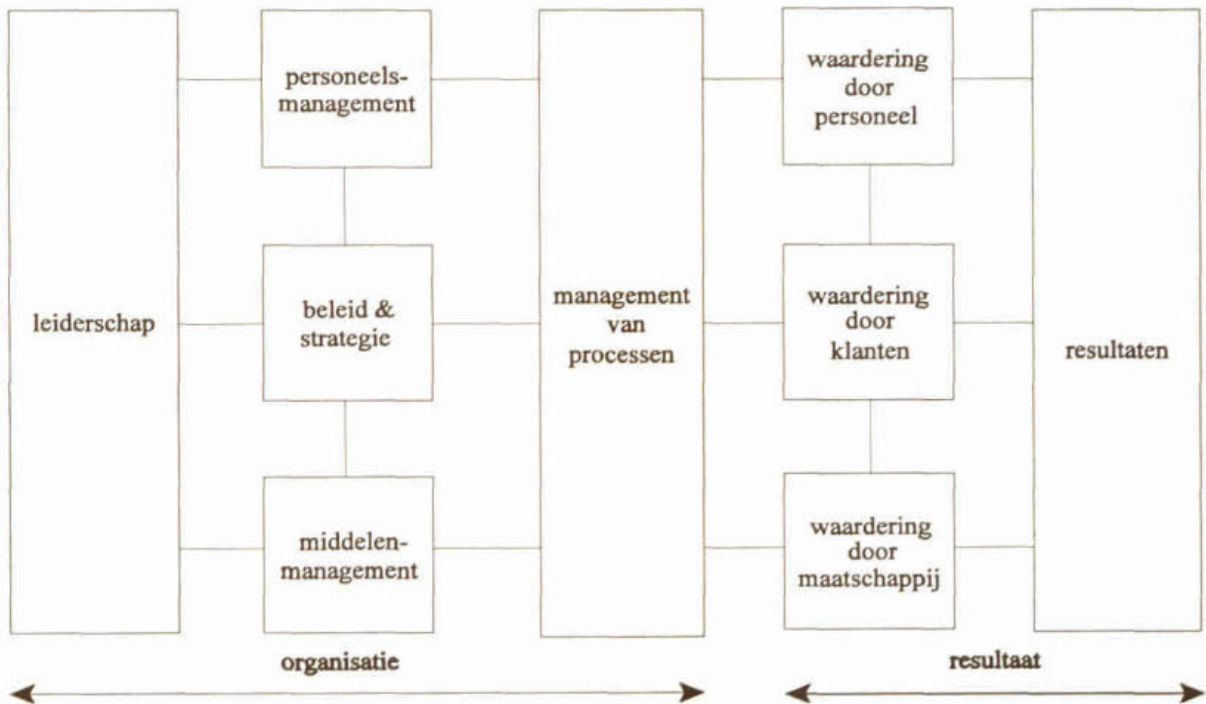 leiderschap
personeels-
management
beleid &
strategie
middelen-
management
management
van
processen
waardering
door
personeel
waardering
door
klanten
waardering
door
maatschappij
resultaten
organisatie
resultaat